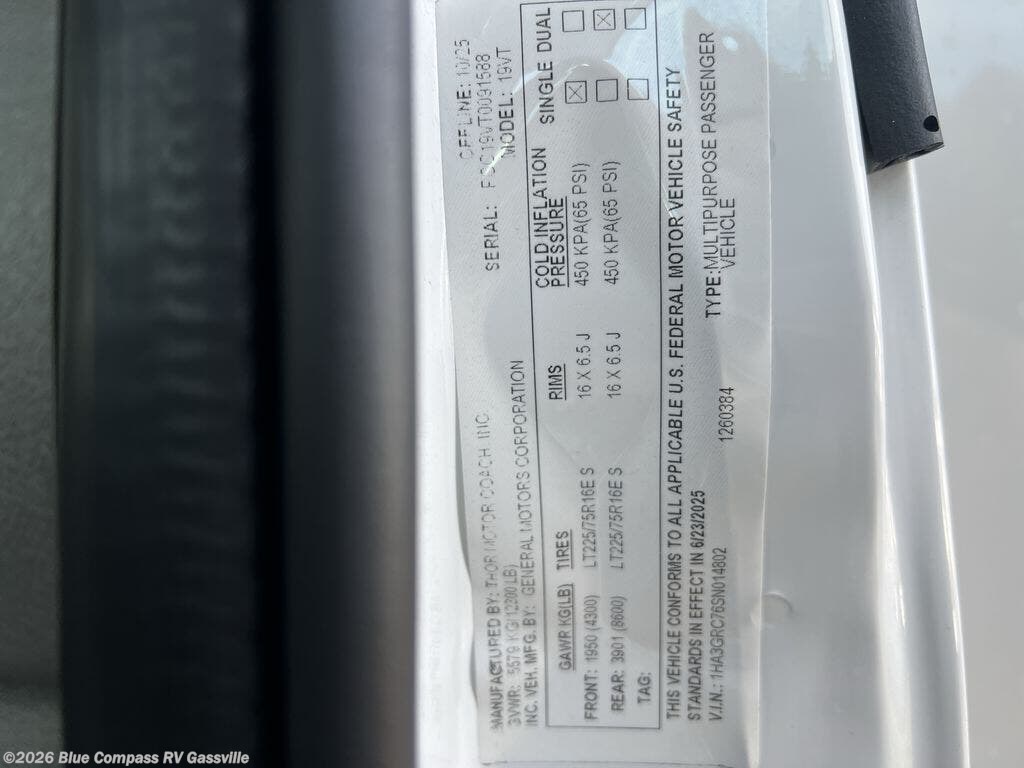 MANUFACTURED BY: THOR MOTOR COACH INC. OFFLINE: 10/25
3VWR: 5579 KG(12300 LB) SERIAL: 19VT0091588
INC. VEH. MFG. BY: GENERAL MOTORS CORPORATION MODEL: 19VT
GAWR KG(LB) TIRES RIMS COLD INFLATION PRESSURE SINGLE DUAL
FRONT: 1950 (4300) LT225/75R16E S 16 X 6.5 J 450 KPA(65 PSI)
REAR: 3901 (8600) LT225/75R16E S 16 X 6.5 J 450 KPA(65 PSI)
TAG:
THIS VEHICLE CONFORMS TO ALL APPLICABLE U.S. FEDERAL MOTOR VEHICLE SAFETY
STANDARDS IN EFFECT IN 6/23/2025 TYPE: MULTIPURPOSE PASSENGER
V.I.N.: 1HA3GRC76SN014802 1260384 VEHICLE
©2026 Blue Compass RV Gassville